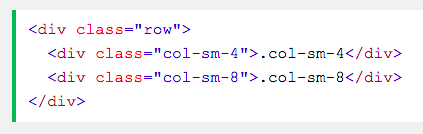 <div class="row">
  <div class="col-sm-4">.col-sm-4</div>
  <div class="col-sm-8">.col-sm-8</div>
</div>